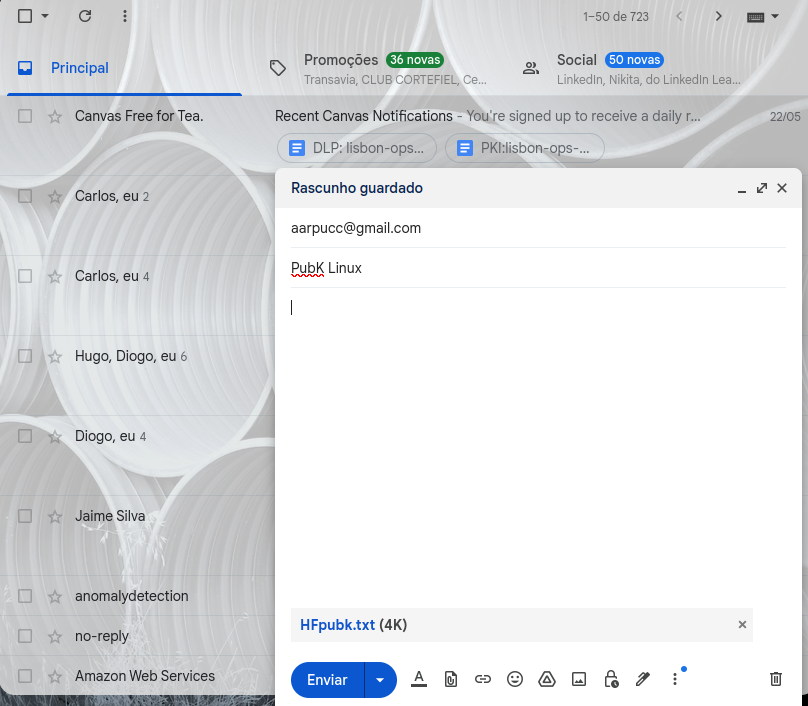 1–50 de 723
Principal
Promoções 36 novas
Transavia, CLUB CORTEFIEL, Ce...
Social 50 novas
LinkedIn, Nikita, do LinkedIn Lea...
Canvas Free for Tea. Recent Canvas Notifications - You're signed up to receive a daily r... 22/05
DLP: lisbon-ops... PKI:lisbon-ops-...
Carlos, eu 2
Carlos, eu 4
Hugo, Diogo, eu 6
Diogo, eu 4
Jaime Silva
anomalydetection
no-reply
Amazon Web Services
Rascunho guardado
aarpucc@gmail.com
PubK Linux
HFpubk.txt (4K)
Enviar